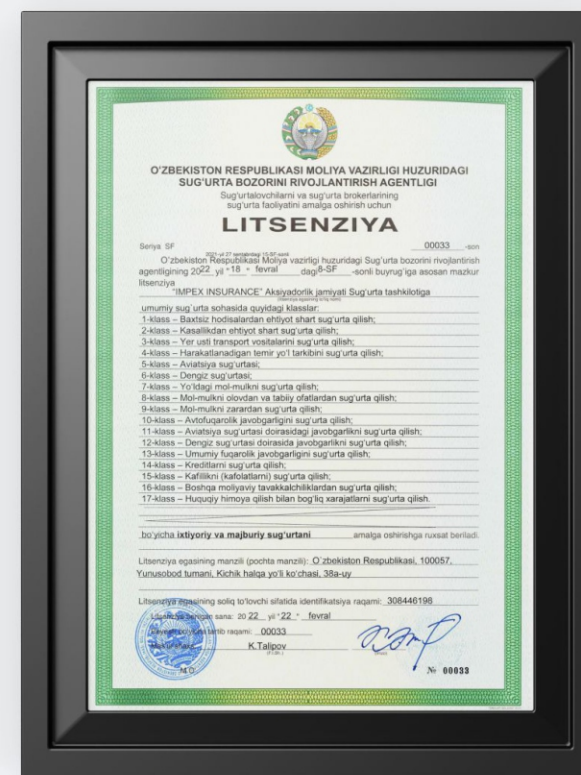 O'ZBEKISTON RESPUBLIKASI MOLIYA VAZIRLIGI HUZURIDAGI
SUG'URTA BOZORINI RIVOJLANTIRISH AGENTLIGI
Sug'urtalovchilarni va sug'urta brokerlarining
sug'urta faoliyatini amalga oshirish uchun
LITSENZIYA
Seriya SF 00033 -son
2021 yil 27 sentabrdagi 13-SF-sonli
O'zbekiston Respublikasi Moliya vazirligi huzuridagi Sug'urta bozorini rivojlantirish
agentligining 2022 yil "18" fevral dagi 8-SF -sonli buyrug'iga asosan mazkur
litsenziya
"IMPEX INSURANCE" Aksiyadorlik jamiyati Sug'urta tashkilotiga
umumiy sug'urta sohasida quyidagi klasslar:
1-klass – Baxtsiz hodisalardan ehtiyot shart sug'urta qilish;
2-klass – Kasallikdan ehtiyot shart sug'urta qilish;
3-klass – Yer usti transport vositalarini sug'urta qilish;
4-klass – Harakatlanadigan temir yo'l tarkibini sug'urta qilish;
5-klass – Aviatsiya sug'urtasi;
6-klass – Dengiz sug'urtasi;
7-klass – Yo'ldagi mol-mulkni sug'urta qilish;
8-klass – Mol-mulkni olovdan va tabiiy ofatlardan sug'urta qilish;
9-klass – Mol-mulkni zarardan sug'urta qilish;
10-klass – Avtofuqarolik javobgarligini sug'urta qilish;
11-klass – Aviatsiya sug'urtasi doirasidagi javobgarlikni sug'urta qilish;
12-klass – Dengiz sug'urtasi doirasida javobgarlikni sug'urta qilish;
13-klass – Umumiy fuqarolik javobgarligini sug'urta qilish;
14-klass – Kreditlarni sug'urta qilish;
15-klass – Kafillikni (kafolatlarni) sug'urta qilish;
16-klass – Boshqa moliyaviy tavakkalchiliklardan sug'urta qilish;
17-klass – Huquqiy himoya qilish bilan bog'liq xarajatlarni sug'urta qilish.
bo'yicha ixtiyoriy va majburiy sug'urtani amalga oshirishga ruxsat beriladi.
Litsenziya egasining manzili (pochta manzili): O'zbekiston Respublikasi, 100057,
Yunusobod tumani, Kichik halqa yo'li ko'chasi, 38a-uy
Litsenziya egasining soliq to'lovchi sifatida identifikatsiya raqami: 308446198
Litsenziya berilgan sana: 2022 yil "22" fevral
tartib raqami: 00033
K.Talipov
M.O.
№ 00033